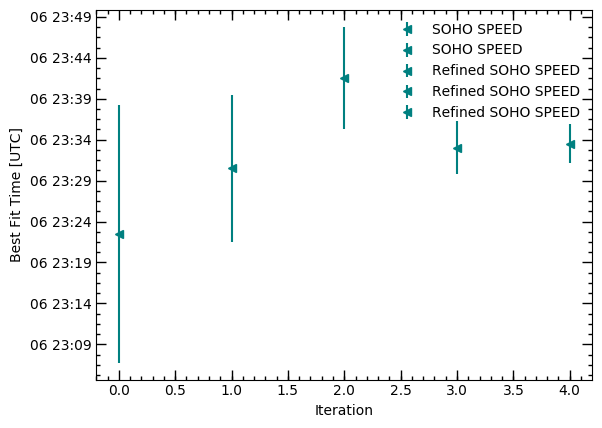 06 23:49
06 23:44
06 23:39
06 23:34
06 23:29
06 23:24
06 23:19
06 23:14
06 23:09
Best Fit Time [UTC]
SOHO SPEED
SOHO SPEED
Refined SOHO SPEED
Refined SOHO SPEED
Refined SOHO SPEED
0.0 0.5 1.0 1.5 2.0 2.5 3.0 3.5 4.0
Iteration